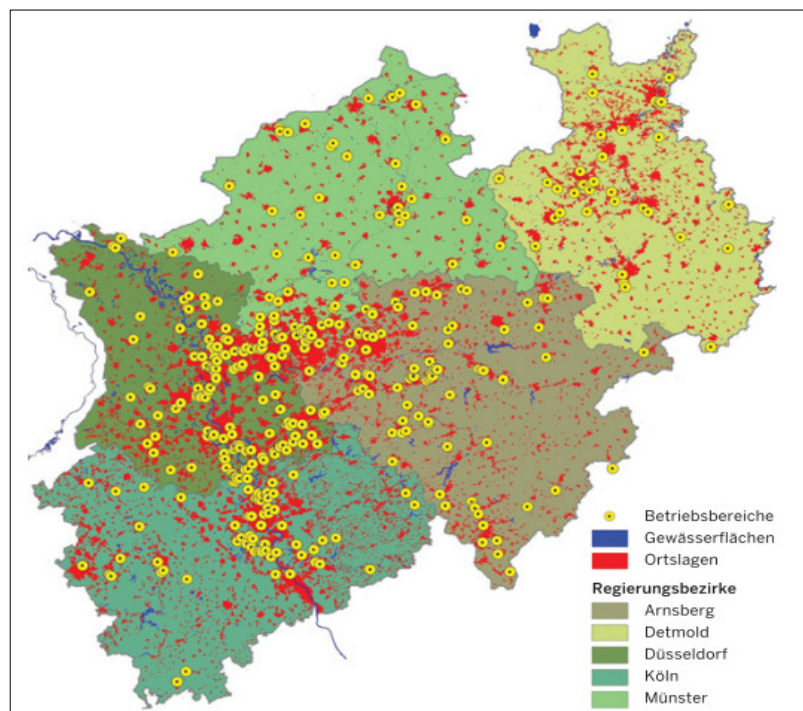 Betriebsbereiche
Gewässerflächen
Ortslagen
Regierungsbezirke
Arnsberg
Detmold
Düsseldorf
Köln
Münster